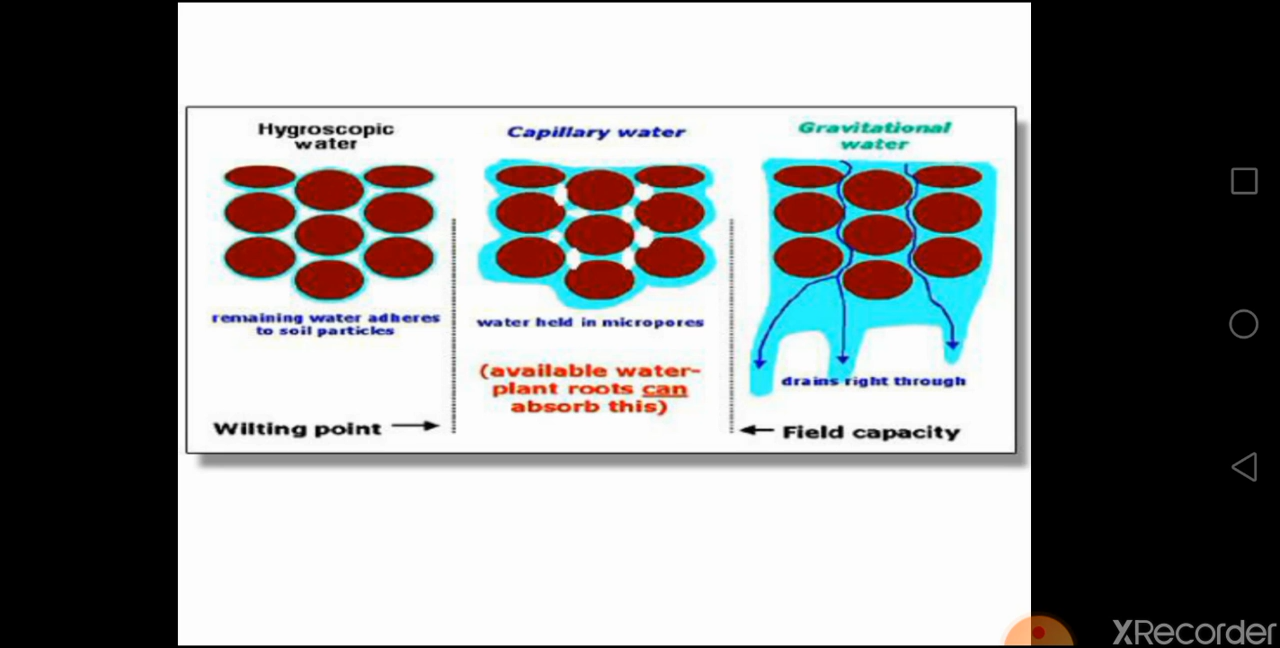 Hygroscopic
water
Capillary water
Gravitational
water
remaining water adheres
to soil particles
water held in micropores
drains right through
(available water-
plant roots can
absorb this)
Wilting point
Field capacity
XRecorder